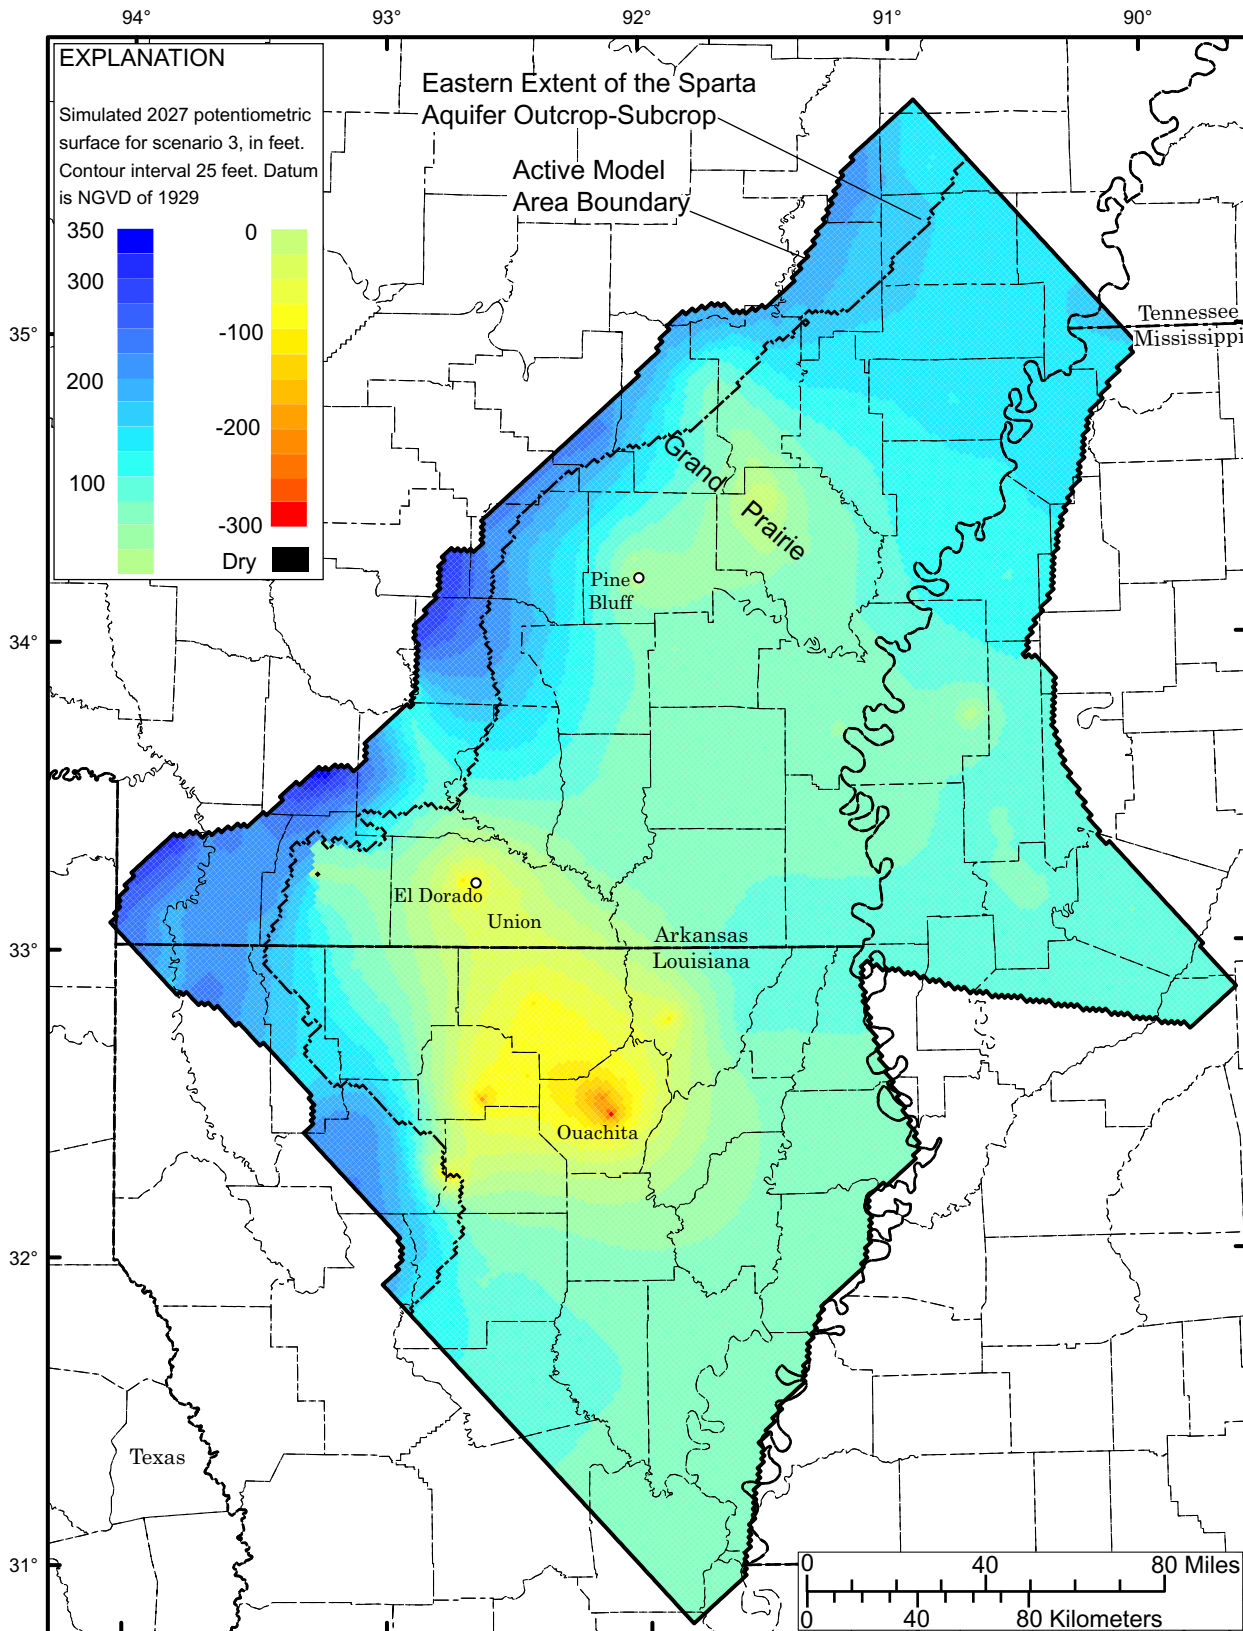 94°
93°
92°
91°
90°
EXPLANATION
Simulated 2027 potentiometric
surface for scenario 3, in feet.
Contour interval 25 feet. Datum
is NGVD of 1929
350
300
200
100
0
-100
-200
-300
Dry
Eastern Extent of the Sparta
Aquifer Outcrop-Subcrop
Active Model
Area Boundary
35°
Tennessee
Mississippi
Grand
Prairie
Pine
Bluff
34°
El Dorado
Union
33°
Arkansas
Louisiana
Ouachita
32°
Texas
31°
0 40 80 Miles
0 40 80 Kilometers